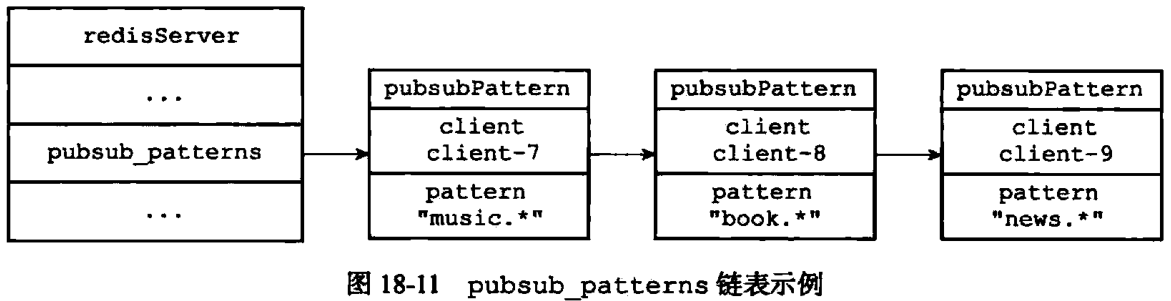 redisServer
...
pubsub_patterns
...
pubsubPattern
client
client-7
pattern
"music.*"
pubsubPattern
client
client-8
pattern
"book.*"
pubsubPattern
client
client-9
pattern
"news.*"
图 18-11 pubsub_patterns 链表示例